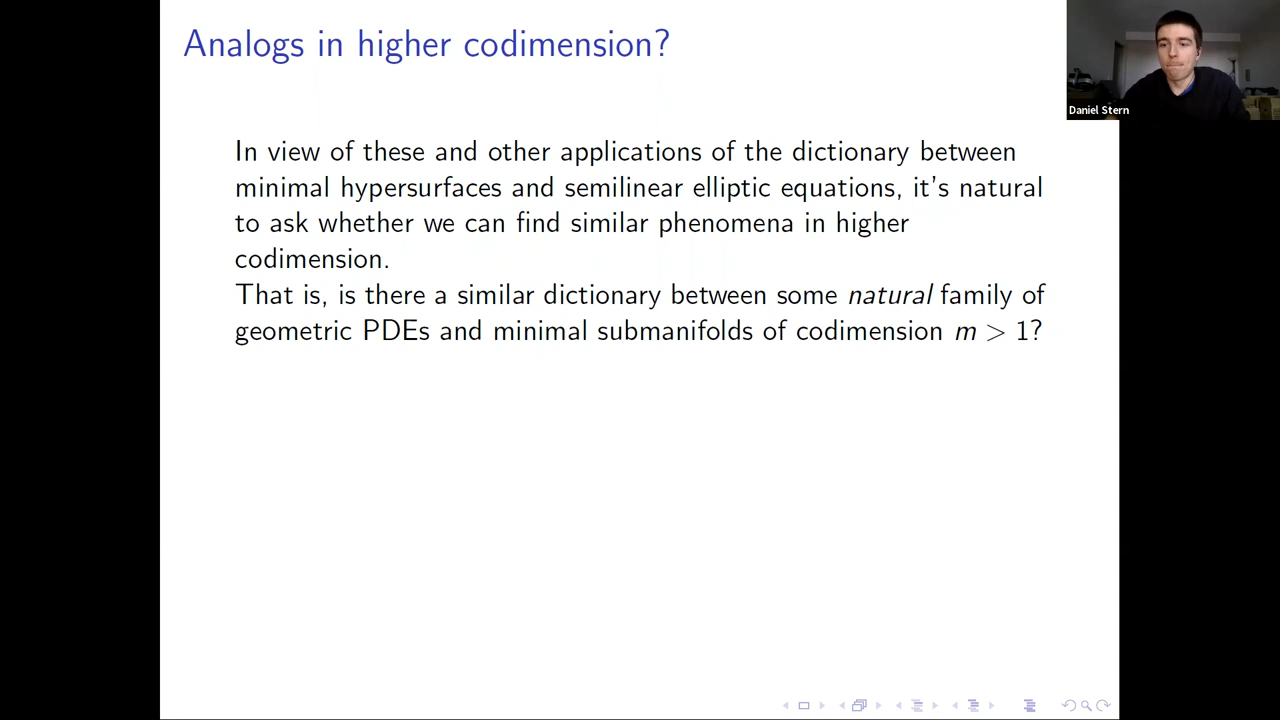 Analogs in higher codimension?
Daniel Stern
In view of these and other applications of the dictionary between
minimal hypersurfaces and semilinear elliptic equations, it's natural
to ask whether we can find similar phenomena in higher
codimension.
That is, is there a similar dictionary between some natural family of
geometric PDEs and minimal submanifolds of codimension m > 1?